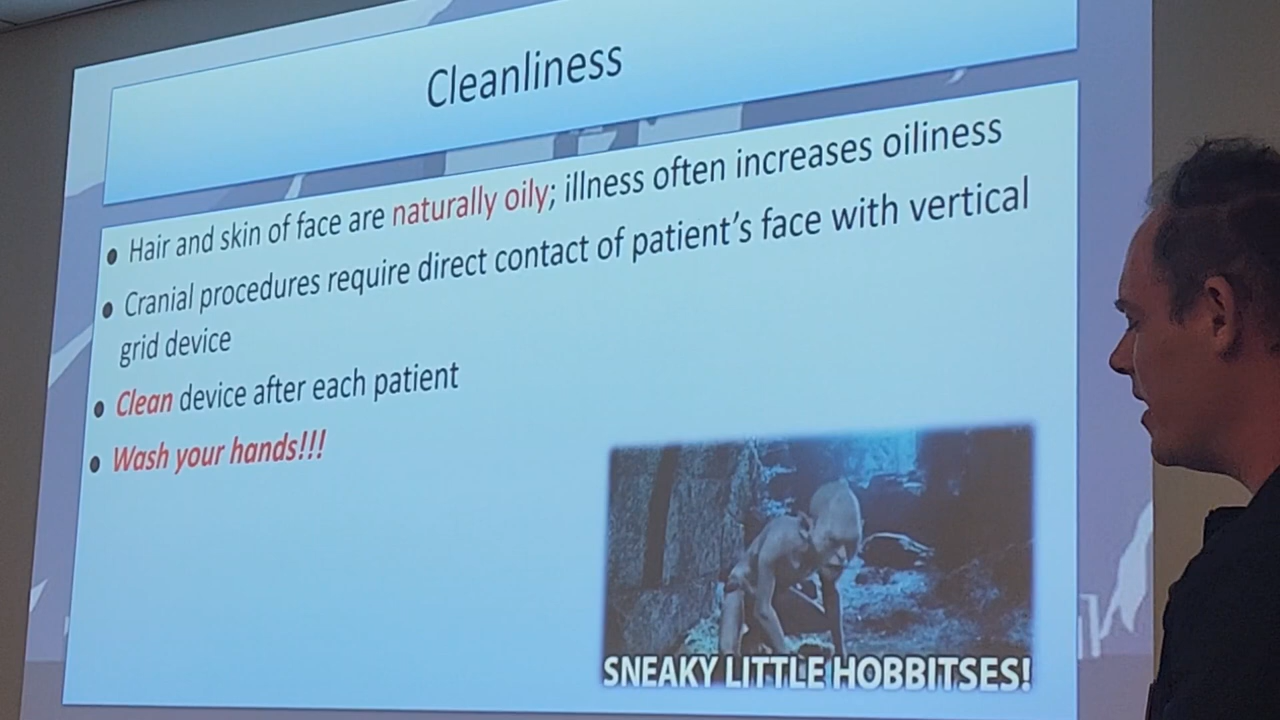 Cleanliness
• Hair and skin of face are naturally oily; illness often increases oiliness
• Cranial procedures require direct contact of patient’s face with vertical
grid device
• Clean device after each patient
• Wash your hands!!!
SNEAKY LITTLE HOBBITSES!